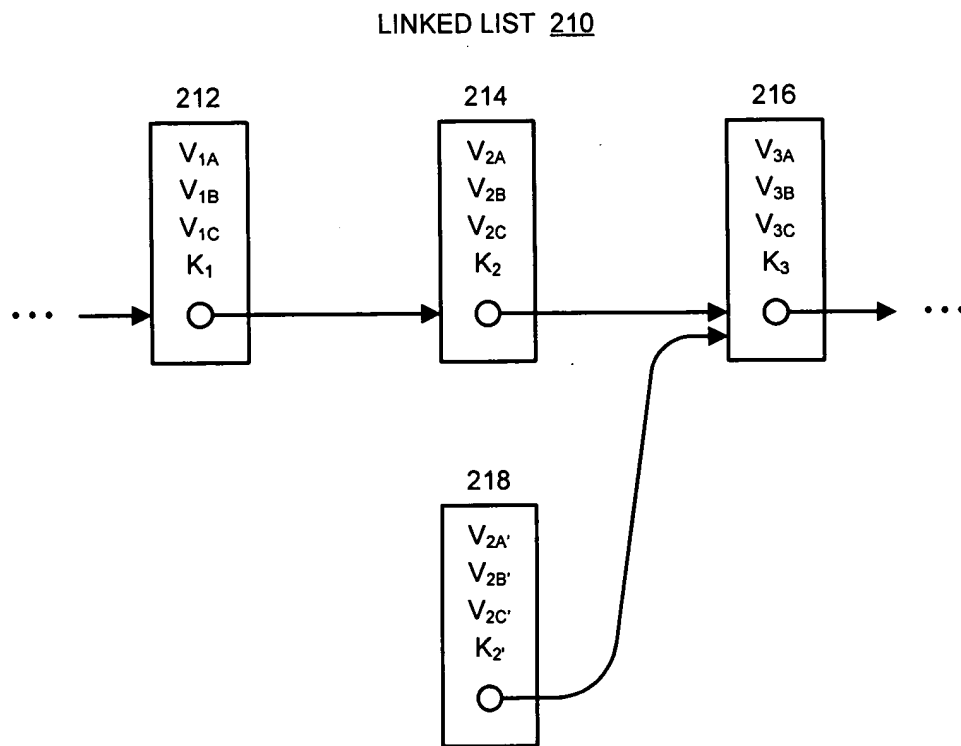 LINKED LIST 210
212
V1A
V1B
V1C
K1
214
V2A
V2B
V2C
K2
216
V3A
V3B
V3C
K3
...
...
218
V2A'
V2B'
V2C'
K2'